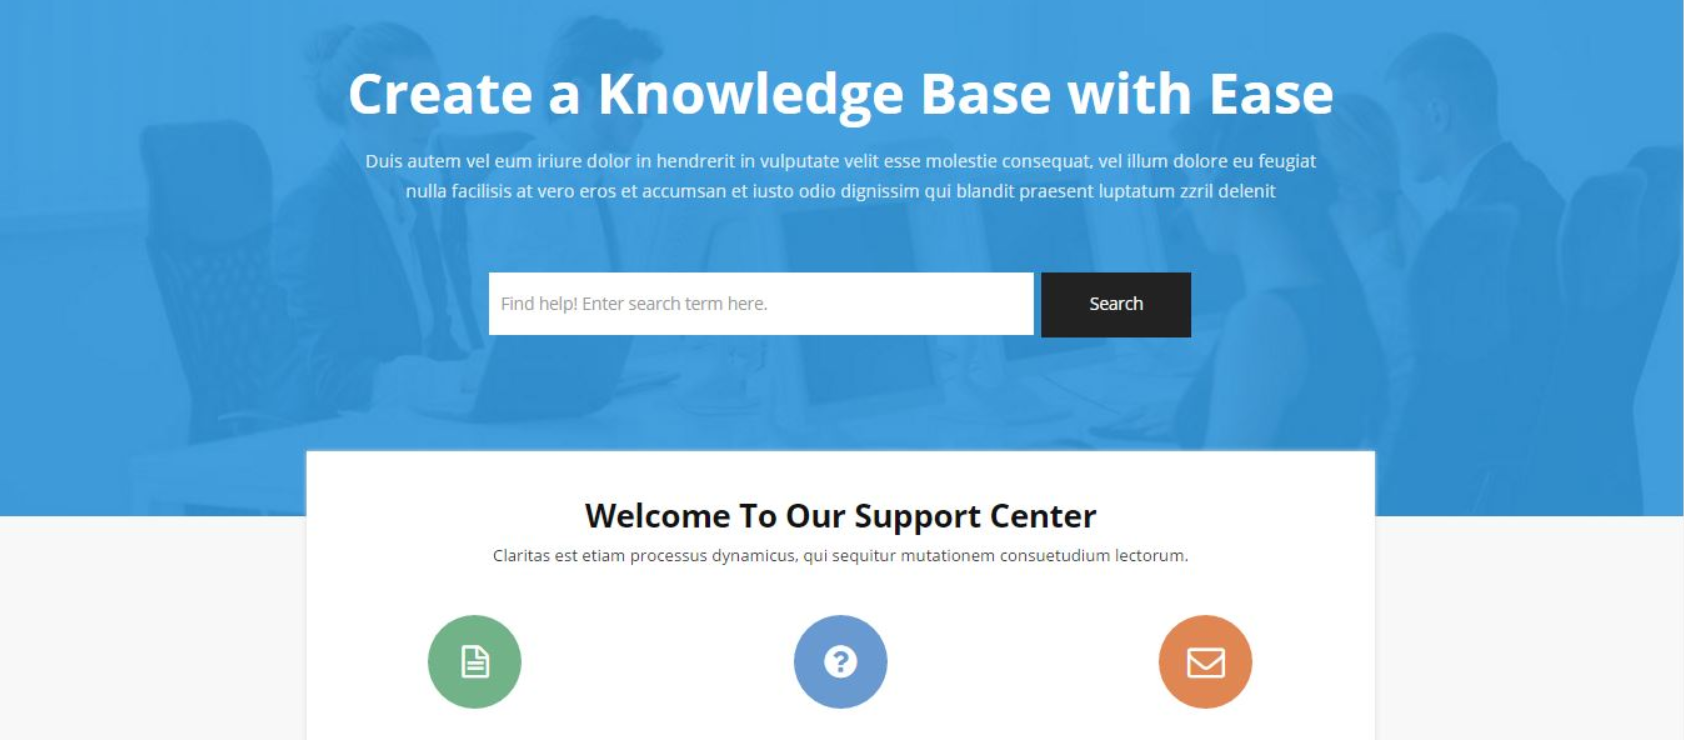 Create a Knowledge Base with Ease
Duis autem vel eum iriure dolor in hendrerit in vulputate velit esse molestie consequat, vel illum dolore eu feugiat
nulla facilisis at vero eros et accumsan et iusto odio dignissim qui blandit praesent luptatum zzril delenit
Find help! Enter search term here.
Search
Welcome To Our Support Center
Claritas est etiam processus dynamicus, qui sequitur mutationem consuetudium lectorum.
?